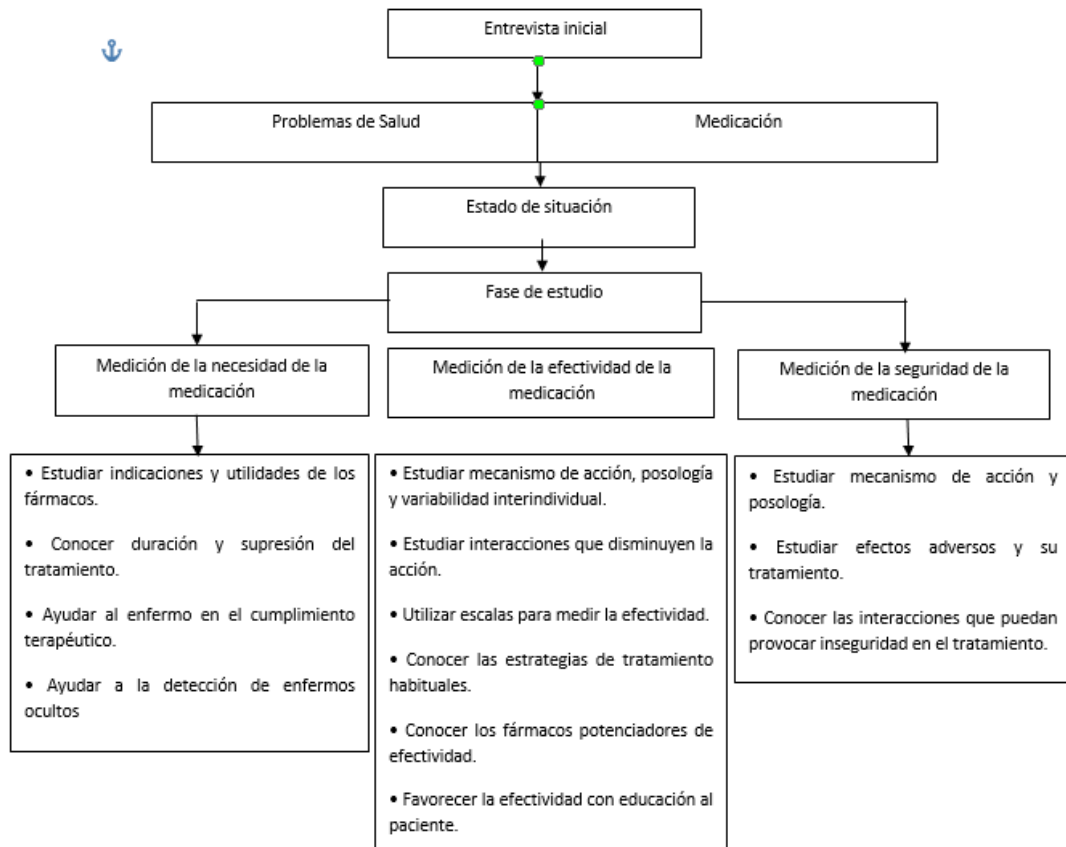 Entrevista inicial
Problemas de Salud
Medicación
Estado de situación
Fase de estudio
Medición de la necesidad de la
medicación
Medición de la efectividad de la
medicación
Medición de la seguridad de la
medicación
• Estudiar indicaciones y utilidades de los
fármacos.
• Conocer duración y supresión del
tratamiento.
• Ayudar al enfermo en el cumplimiento
terapéutico.
• Ayudar a la detección de enfermos
ocultos
• Estudiar mecanismo de acción, posología
y variabilidad interindividual.
• Estudiar interacciones que disminuyen la
acción.
• Utilizar escalas para medir la efectividad.
• Conocer las estrategias de tratamiento
habituales.
• Conocer los fármacos potenciadores de
efectividad.
• Favorecer la efectividad con educación al
paciente.
• Estudiar mecanismo de acción y
posología.
• Estudiar efectos adversos y su
tratamiento.
• Conocer las interacciones que puedan
provocar inseguridad en el tratamiento.